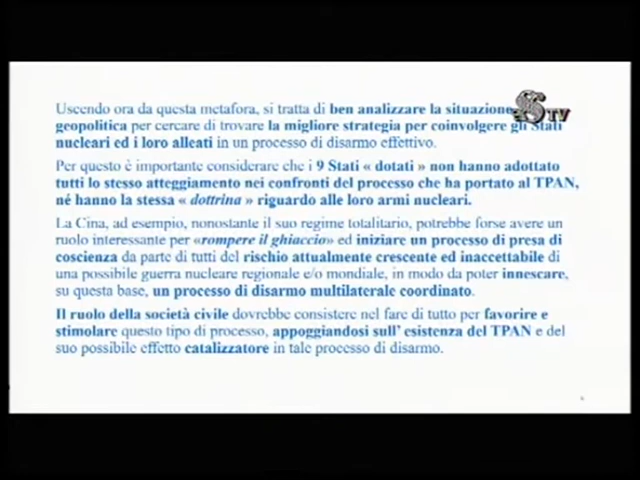 Uscendo ora da questa metafora, si tratta di ben analizzare la situazione
geopolitica per cercare di trovare la migliore strategia per coinvolgere gli Stati
nucleari ed i loro alleati in un processo di disarmo effettivo.
Per questo è importante considerare che i 9 Stati « dotati » non hanno adottato
tutti lo stesso atteggiamento nei confronti del processo che ha portato al TPAN,
né hanno la stessa « dottrina » riguardo alle loro armi nucleari.
La Cina, ad esempio, nonostante il suo regime totalitario, potrebbe forse avere un
ruolo interessante per «rompere il ghiaccio» ed iniziare un processo di presa di
coscienza da parte di tutti del rischio attualmente crescente ed inaccettabile di
una possibile guerra nucleare regionale e/o mondiale, in modo da poter innescare,
su questa base, un processo di disarmo multilaterale coordinato.
Il ruolo della società civile dovrebbe consistere nel fare di tutto per favorire e
stimolare questo tipo di processo, appoggiandosi sull' esistenza del TPAN e del
suo possibile effetto catalizzatore in tale processo di disarmo.
STV